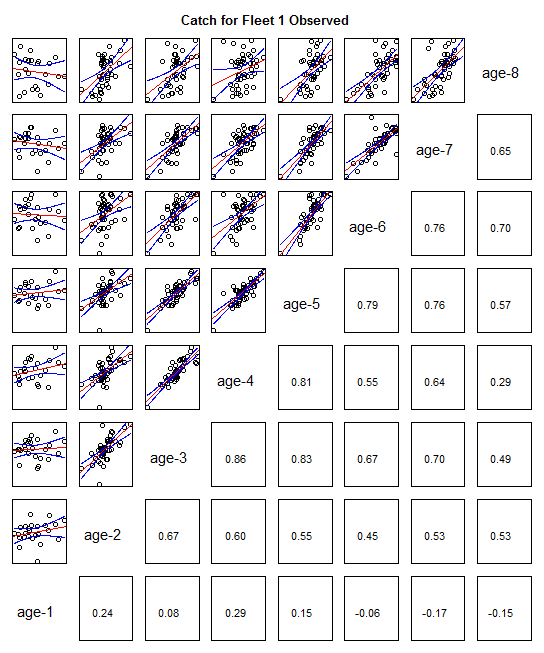 Catch for Fleet 1 Observed
age-8
age-7 0.65
age-6 0.76 0.70
age-5 0.79 0.76 0.57
age-4 0.81 0.55 0.64 0.29
age-3 0.86 0.83 0.67 0.70 0.49
age-2 0.67 0.60 0.55 0.45 0.53 0.53
age-1 0.24 0.08 0.29 0.15 -0.06 -0.17 -0.15